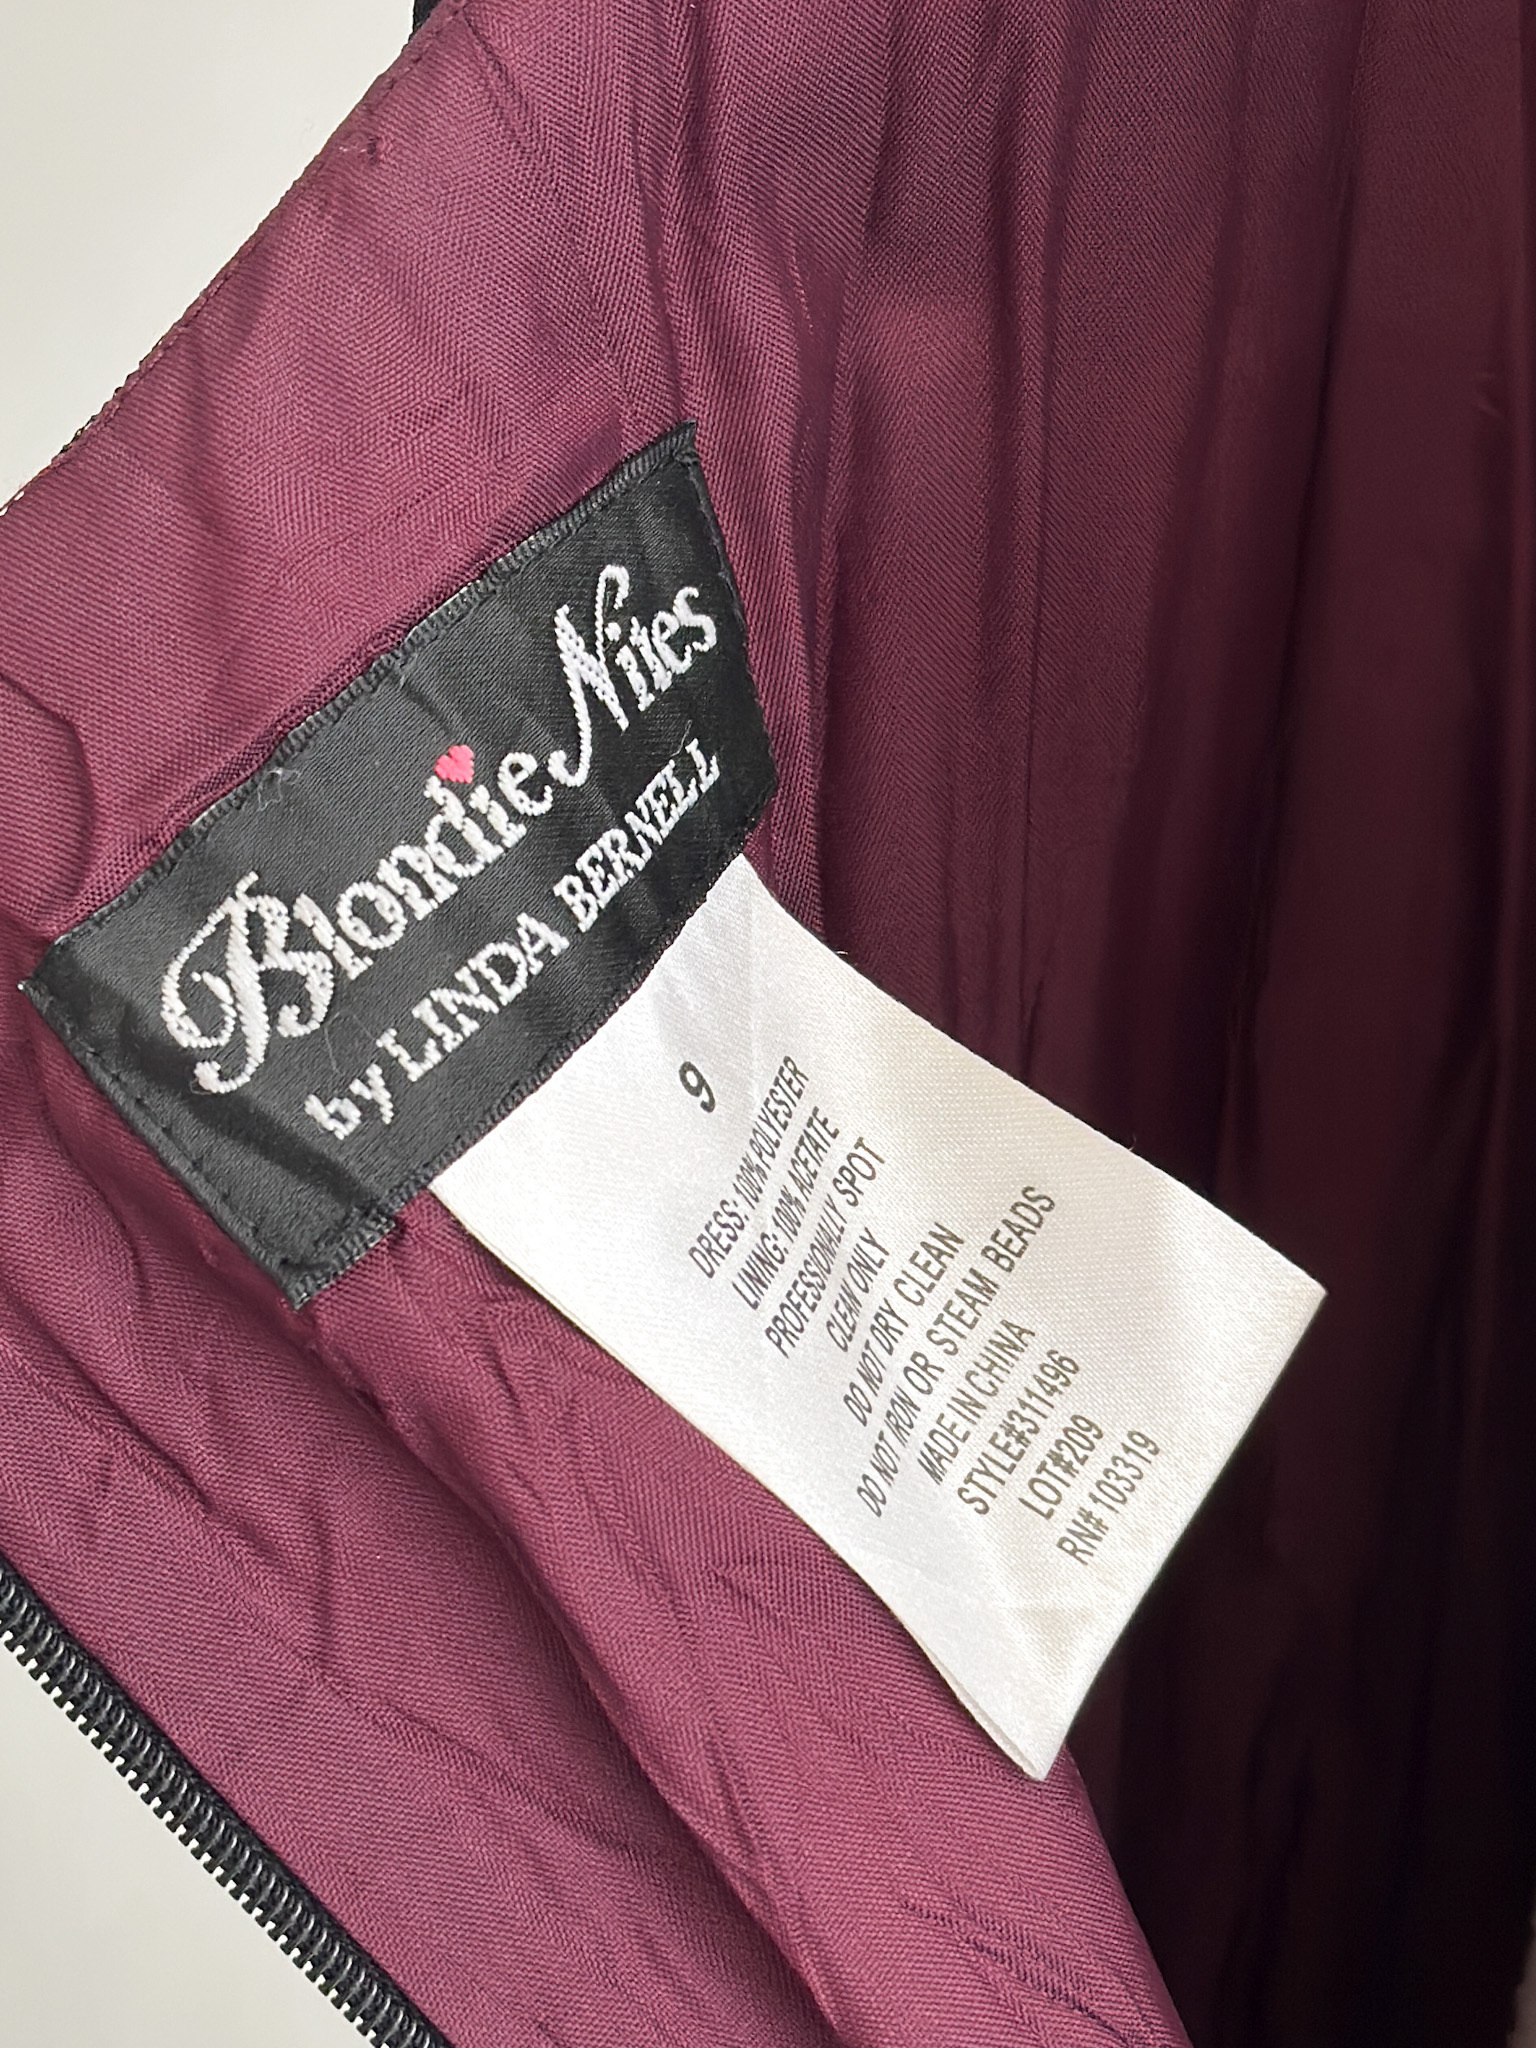 Blondie Nites
by LINDA BERNELL
9
DRESS: 100% POLYESTER
LINING: 100% ACETATE
PROFESSIONALLY SPOT
CLEAN ONLY
DO NOT DRY CLEAN
DO NOT IRON OR STEAM BEADS
MADE IN CHINA
STYLE#311496
LOT#209
RN# 103319